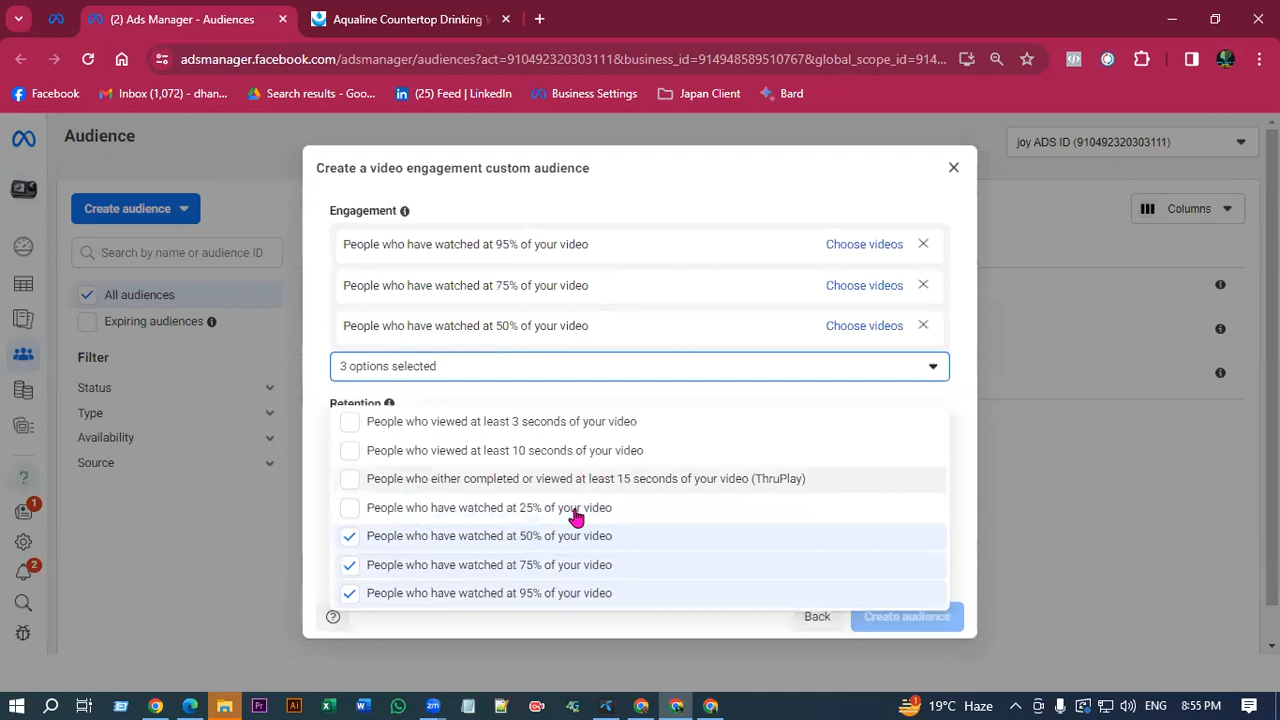 (2) Ads Manager - Audiences
Aqualine Countertop Drinking
adsmanager.facebook.com/adsmanager/audiences?act=910492320303111&business_id=914948589510767&global_scope_id=914...
Facebook
Inbox (1,072) - dhan...
Search results - Goo...
(25) Feed | LinkedIn
Business Settings
Japan Client
Bard
Audience
joy ADS ID (910492320303111)
Create a video engagement custom audience
Create audience
Columns
Engagement
People who have watched at 95% of your video
Choose videos
Search by name or audience ID
People who have watched at 75% of your video
Choose videos
All audiences
Expiring audiences
People who have watched at 50% of your video
Choose videos
Filter
3 options selected
Status
Retention
Type
People who viewed at least 3 seconds of your video
Availability
People who viewed at least 10 seconds of your video
Source
People who either completed or viewed at least 15 seconds of your video (ThruPlay)
People who have watched at 25% of your video
1
People who have watched at 50% of your video
People who have watched at 75% of your video
2
People who have watched at 95% of your video
Back
Create audience
19°C Haze
ENG
8:55 PM